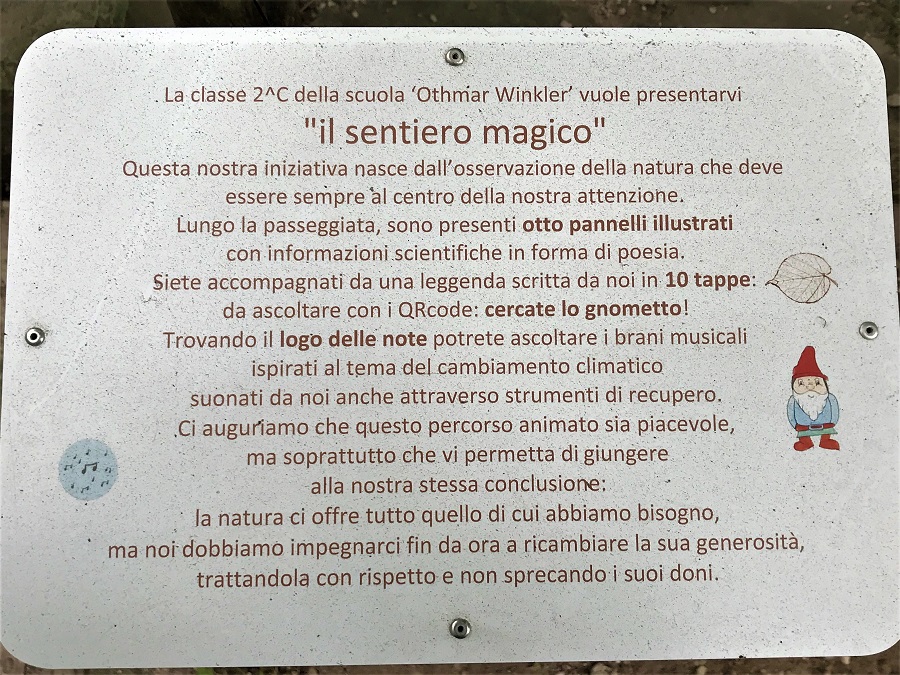 La classe 2^C della scuola ‘Othmar Winkler’ vuole presentarvi
"il sentiero magico"
Questa nostra iniziativa nasce dall’osservazione della natura che deve
essere sempre al centro della nostra attenzione.
Lungo la passeggiata, sono presenti otto pannelli illustrati
con informazioni scientifiche in forma di poesia.
Siete accompagnati da una leggenda scritta da noi in 10 tappe:
da ascoltare con i QRcode: cercate lo gnometto!
Trovando il logo delle note potrete ascoltare i brani musicali
ispirati al tema del cambiamento climatico
suonati da noi anche attraverso strumenti di recupero.
Ci auguriamo che questo percorso animato sia piacevole,
ma soprattutto che vi permetta di giungere
alla nostra stessa conclusione:
la natura ci offre tutto quello di cui abbiamo bisogno,
ma noi dobbiamo impegnarci fin da ora a ricambiare la sua generosità,
trattandola con rispetto e non sprecando i suoi doni.